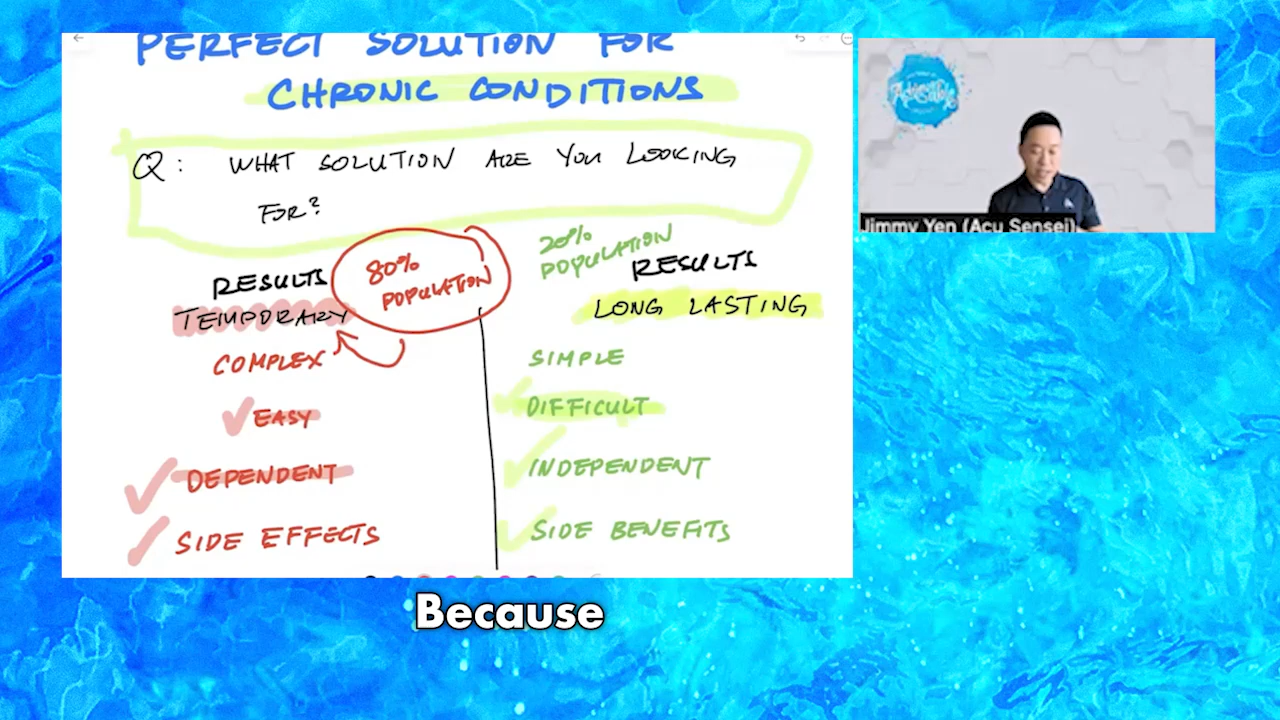 PERFECT SOLUTION FOR
CHRONIC CONDITIONS
Q: WHAT SOLUTION ARE YOU LOOKING
FOR?
RESULTS
TEMPORARY
80%
POPULATION
20%
POPULATION
RESULTS
LONG LASTING
COMPLEX
EASY
DEPENDENT
SIDE EFFECTS
SIMPLE
DIFFICULT
INDEPENDENT
SIDE BENEFITS
Jimmy Yen (Acu Sensei)
Because